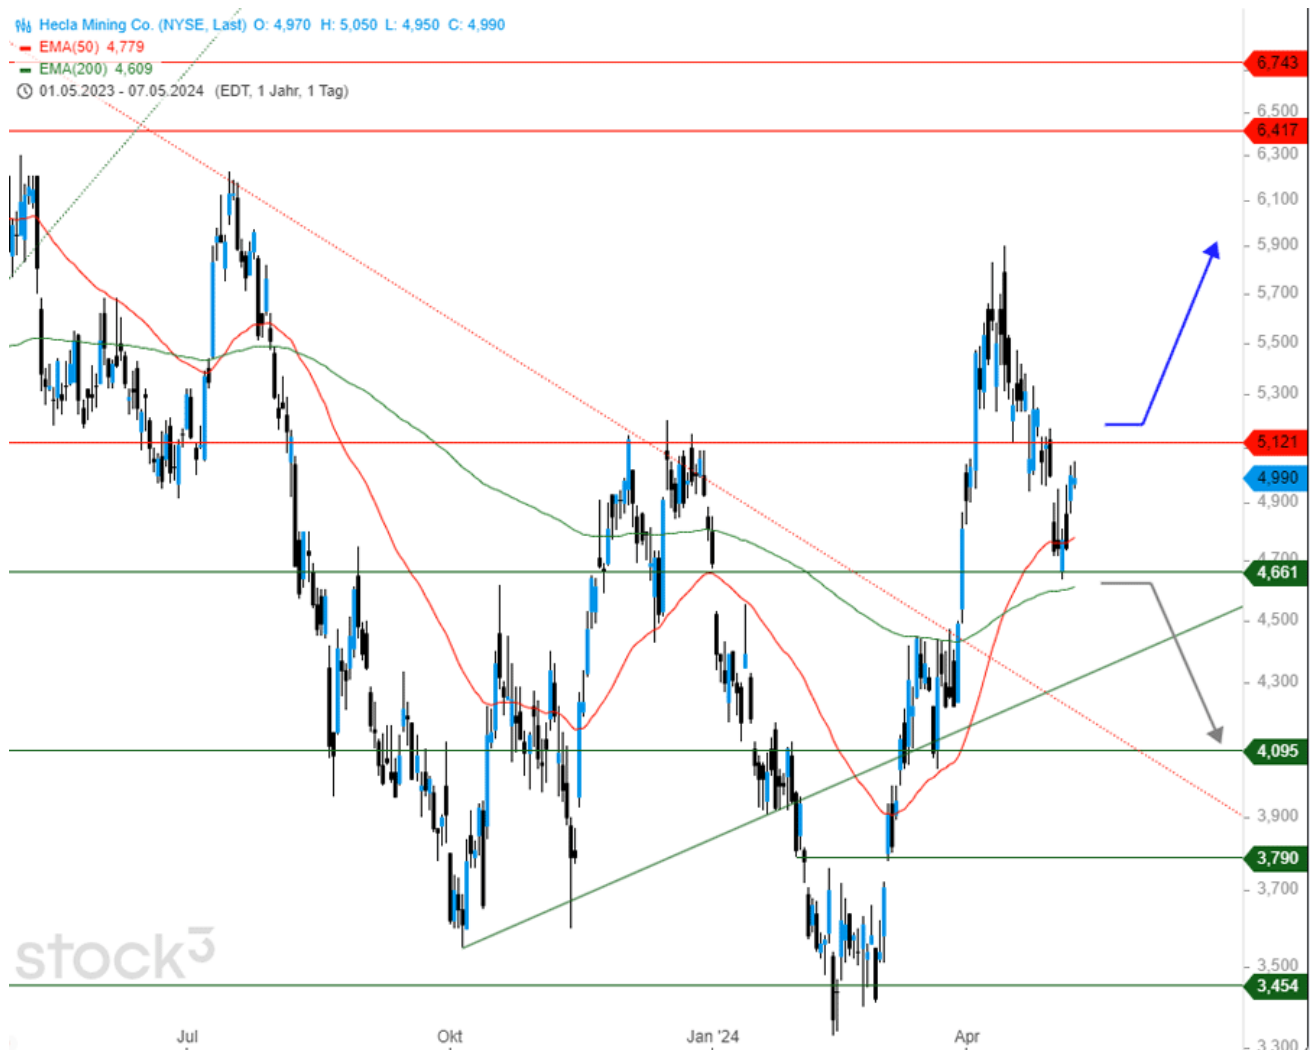 Hecla Mining Co. (NYSE, Last) O: 4,970 H: 5,050 L: 4,950 C: 4,990
EMA(50) 4,779
EMA(200) 4,609
01.05.2023 - 07.05.2024 (EDT, 1 Jahr, 1 Tag)
6,743
6,500
6,417
6,300
6,100
5,900
5,700
5,500
5,300
5,121
4,990
4,900
4,700
4,661
4,500
4,300
4,095
3,900
3,790
3,700
3,500
3,454
3,300
stock3
Jul
Okt
Jan '24
Apr